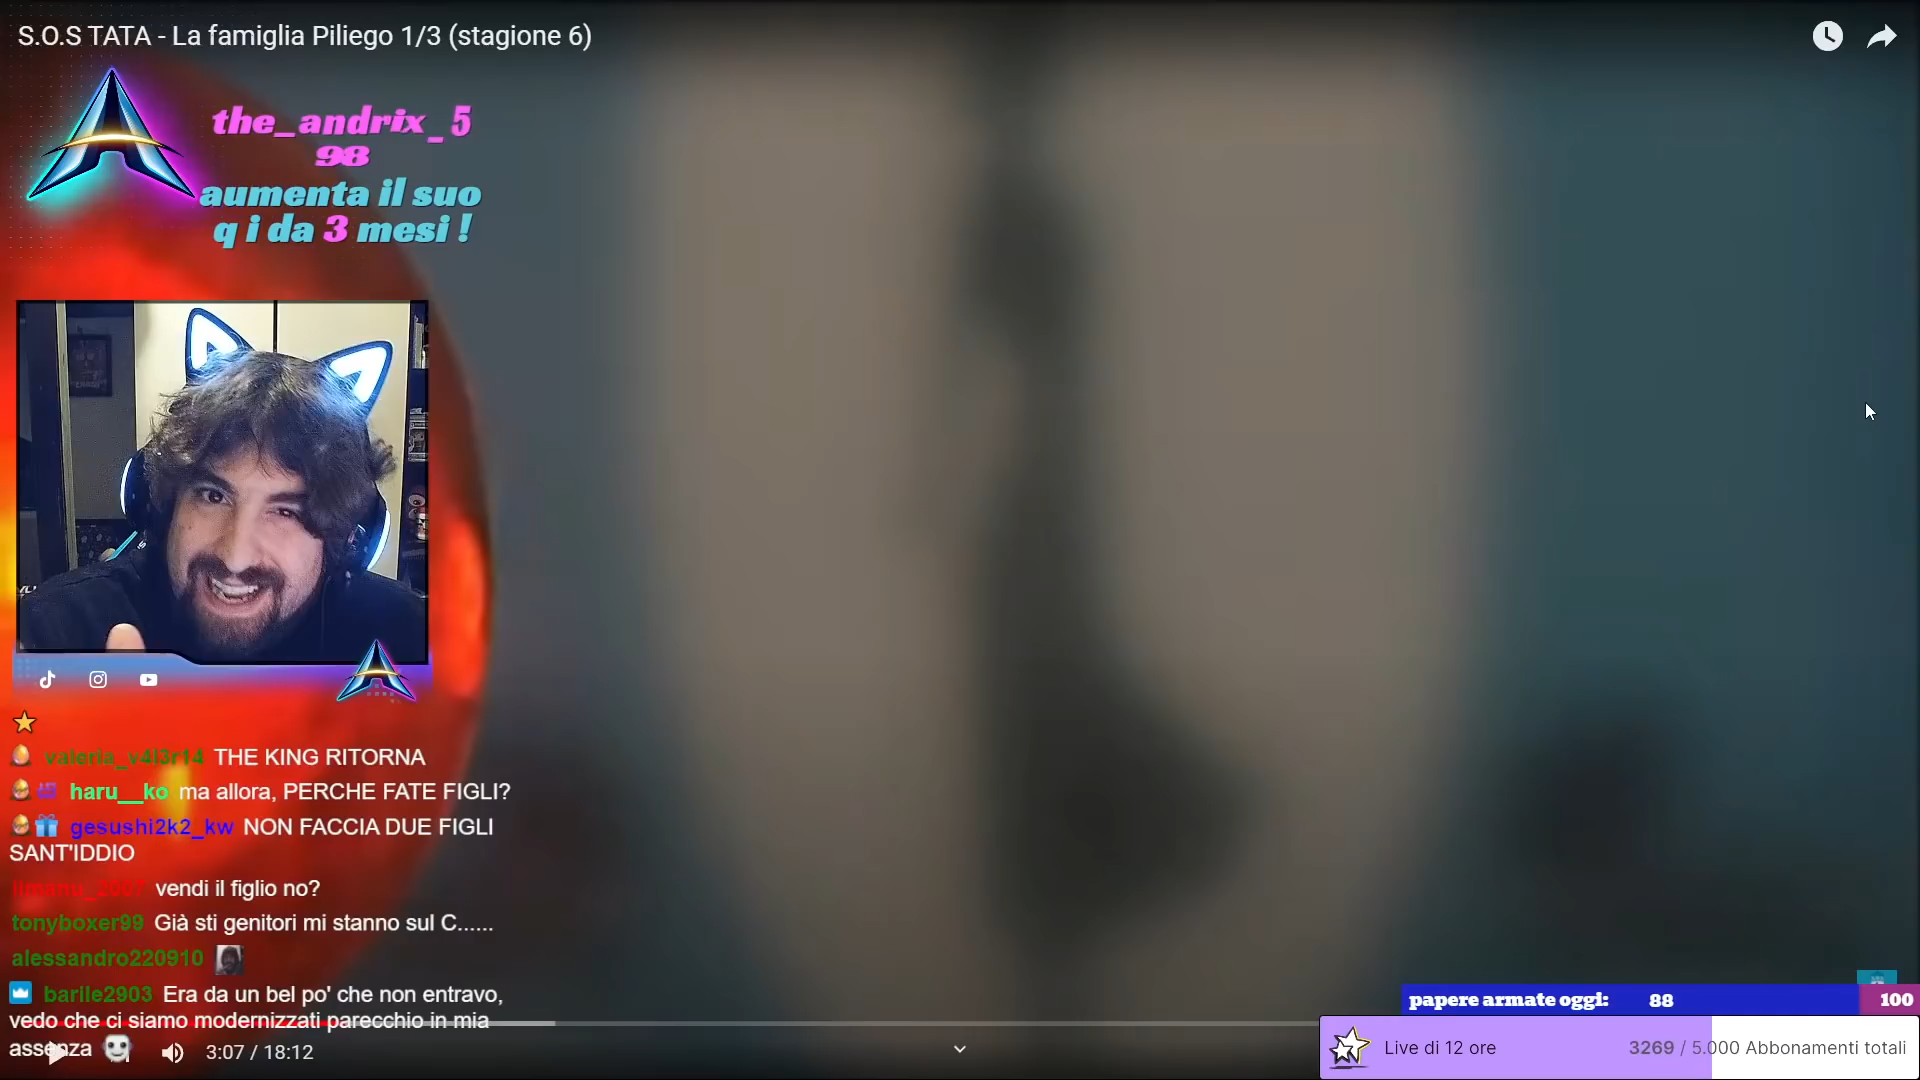 S.O.S TATA - La famiglia Piliego 1/3 (stagione 6)
the_andrix_5
98
aumenta il suo
q i da 3 mesi !
valeria_v4l3r14 THE KING RITORNA
haru__ko ma allora, PERCHE FATE FIGLI?
gesushi2k2_kw NON FACCIA DUE FIGLI
SANT'IDDIO
limanu_2007 vendi il figlio no?
tonyboxer99 Già sti genitori mi stanno sul C......
alessandro220910
barile2903 Era da un bel po' che non entravo,
vedo che ci siamo modernizzati parecchio in mia
assenza
3:07 / 18:12
papere armate oggi: 88 100
Live di 12 ore 3269 / 5.000 Abbonamenti totali